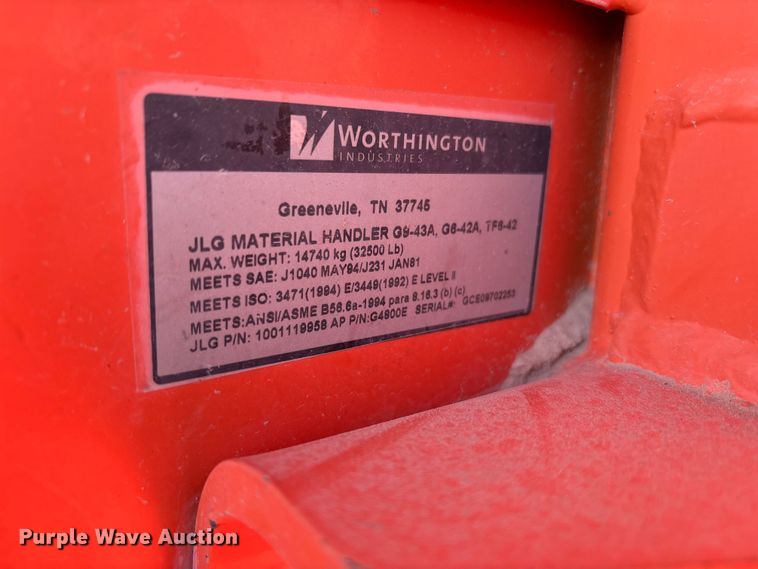 WORTHINGTON
INDUSTRIES
Greenevile, TN 37745
JLG MATERIAL HANDLER G9-43A, G6-42A, TF6-42
MAX. WEIGHT: 14740 kg (32500 Lb)
MEETS SAE: J1040 MAY94/J231 JAN81
MEETS ISO: 3471(1994) E/3449(1992) E LEVEL II
MEETS:ANSI/ASME B56.6a-1994 para 8.16.3 (b) (c)
JLG P/N: 1001119958 AP P/N:G4800E SERIAL#: GCE09702253
Purple Wave Auction®